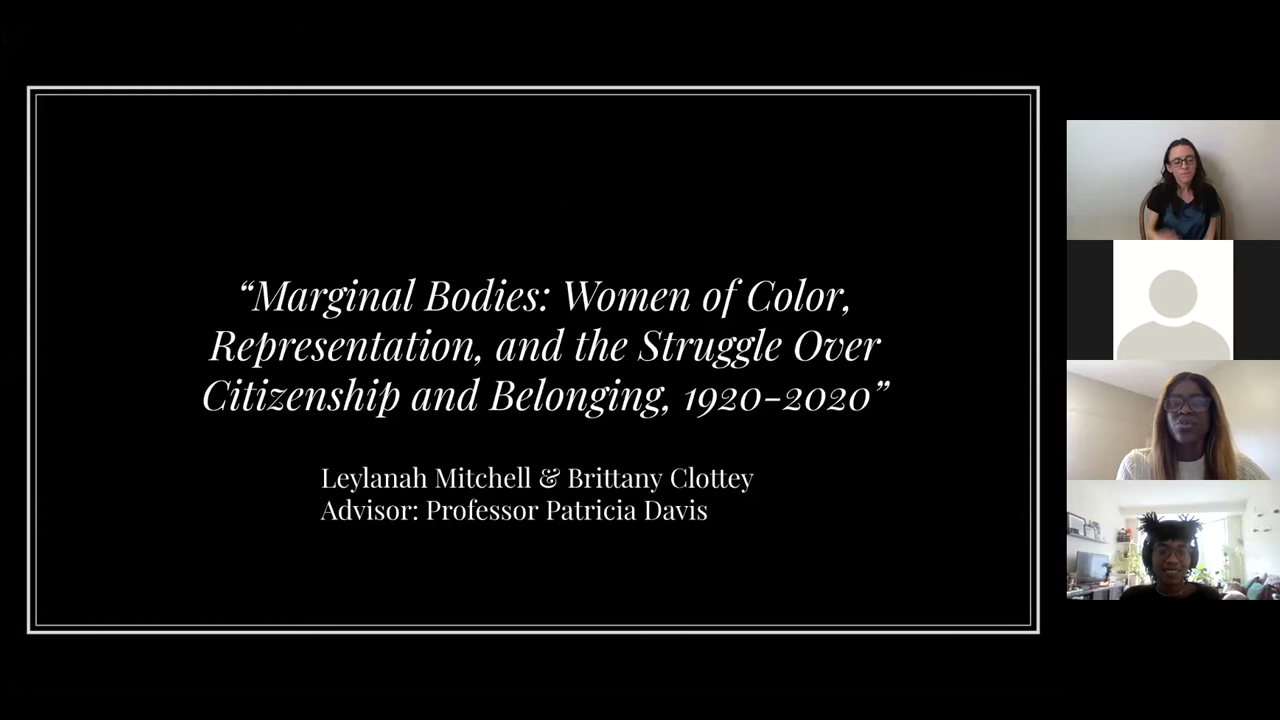 “Marginal Bodies: Women of Color,
Representation, and the Struggle Over
Citizenship and Belonging, 1920-2020”
Leylanah Mitchell & Brittany Clottey
Advisor: Professor Patricia Davis